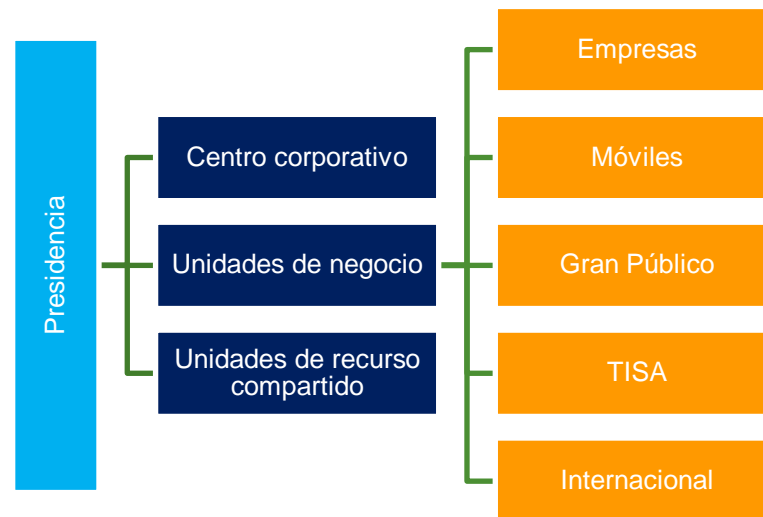 Presidencia
Centro corporativo
Unidades de negocio
Unidades de recurso
compartido
Empresas
Móviles
Gran Público
TISA
Internacional